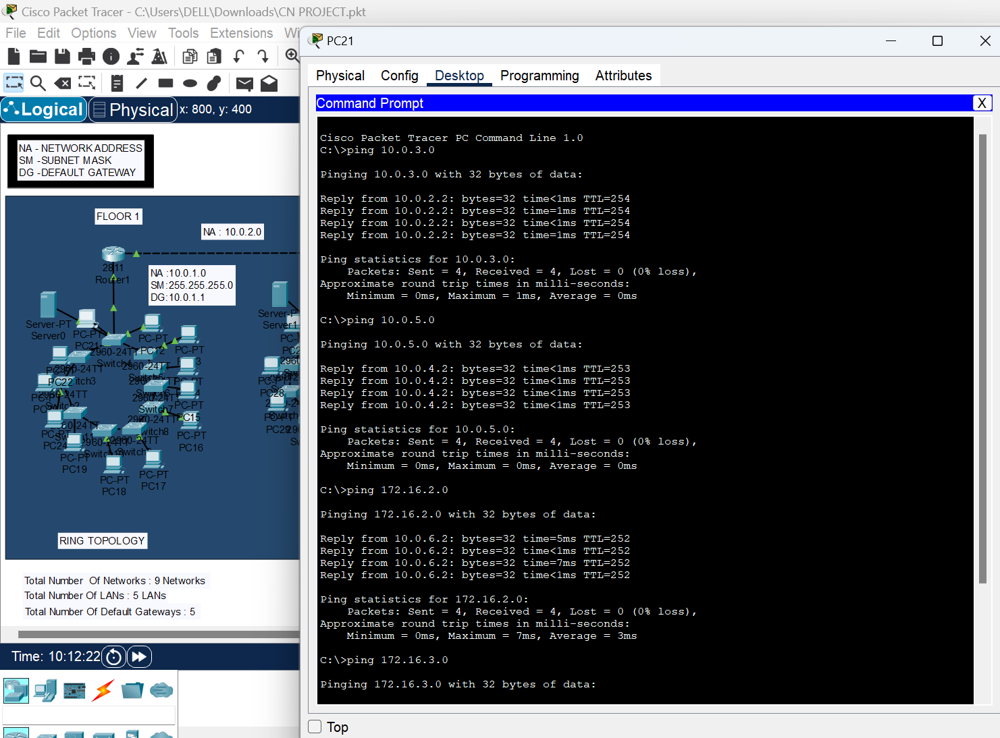 Cisco Packet Tracer - C:\Users\DELL\Downloads\CN PROJECT.pkt
File Edit Options View Tools Extensions Wi
Logical Physical x: 800, y: 400
NA - NETWORK ADDRESS
SM -SUBNET MASK
DG -DEFAULT GATEWAY
FLOOR 1
NA : 10.0.2.0
2811
Router1
NA :10.0.1.0
SM:255.255.255.0
DG:10.0.1.1
Server-PT
Server0
PC-PT
PC21
PC-PT
PC12
PC-PT
2960-24TT
Switch4
Server-P
Server1
2960-24TT
PC22
2960-24TT
Switch7
PC15
PC-PT
PC16
PC-PT
PC19
PC-PT
PC18
PC-PT
PC17
RING TOPOLOGY
Total Number Of Networks : 9 Networks
Total Number Of LANs : 5 LANs
Total Number Of Default Gateways : 5
Time: 10:12:22
PC21
Physical Config Desktop Programming Attributes
Command Prompt X
Cisco Packet Tracer PC Command Line 1.0
C:\>ping 10.0.3.0
Pinging 10.0.3.0 with 32 bytes of data:
Reply from 10.0.2.2: bytes=32 time<1ms TTL=254
Reply from 10.0.2.2: bytes=32 time=1ms TTL=254
Reply from 10.0.2.2: bytes=32 time<1ms TTL=254
Reply from 10.0.2.2: bytes=32 time=1ms TTL=254
Ping statistics for 10.0.3.0:
Packets: Sent = 4, Received = 4, Lost = 0 (0% loss),
Approximate round trip times in milli-seconds:
Minimum = 0ms, Maximum = 1ms, Average = 0ms
C:\>ping 10.0.5.0
Pinging 10.0.5.0 with 32 bytes of data:
Reply from 10.0.4.2: bytes=32 time<1ms TTL=253
Reply from 10.0.4.2: bytes=32 time<1ms TTL=253
Reply from 10.0.4.2: bytes=32 time<1ms TTL=253
Reply from 10.0.4.2: bytes=32 time<1ms TTL=253
Ping statistics for 10.0.5.0:
Packets: Sent = 4, Received = 4, Lost = 0 (0% loss),
Approximate round trip times in milli-seconds:
Minimum = 0ms, Maximum = 0ms, Average = 0ms
C:\>ping 172.16.2.0
Pinging 172.16.2.0 with 32 bytes of data:
Reply from 10.0.6.2: bytes=32 time=5ms TTL=252
Reply from 10.0.6.2: bytes=32 time<1ms TTL=252
Reply from 10.0.6.2: bytes=32 time=7ms TTL=252
Reply from 10.0.6.2: bytes=32 time<1ms TTL=252
Ping statistics for 172.16.2.0:
Packets: Sent = 4, Received = 4, Lost = 0 (0% loss),
Approximate round trip times in milli-seconds:
Minimum = 0ms, Maximum = 7ms, Average = 3ms
C:\>ping 172.16.3.0
Pinging 172.16.3.0 with 32 bytes of data:
Top